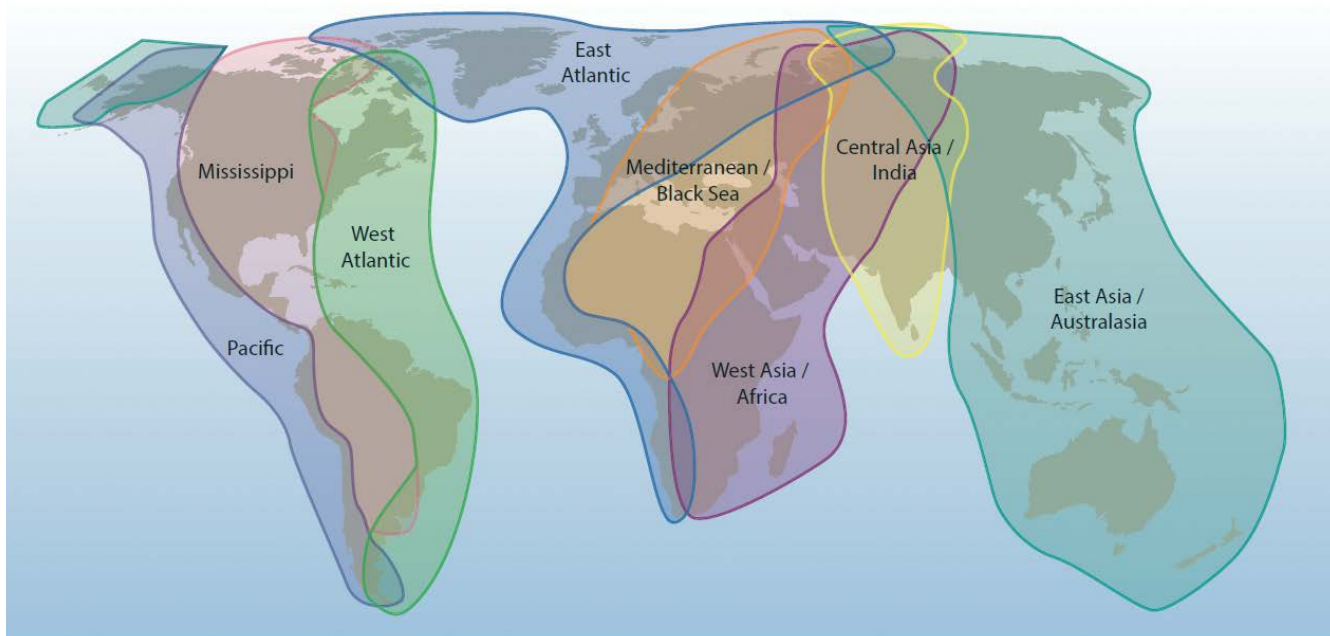 East
Atlantic
Mississippi
Mediterranean /
Black Sea
Central Asia /
India
West
Atlantic
East Asia /
Australasia
Pacific
West Asia /
Africa